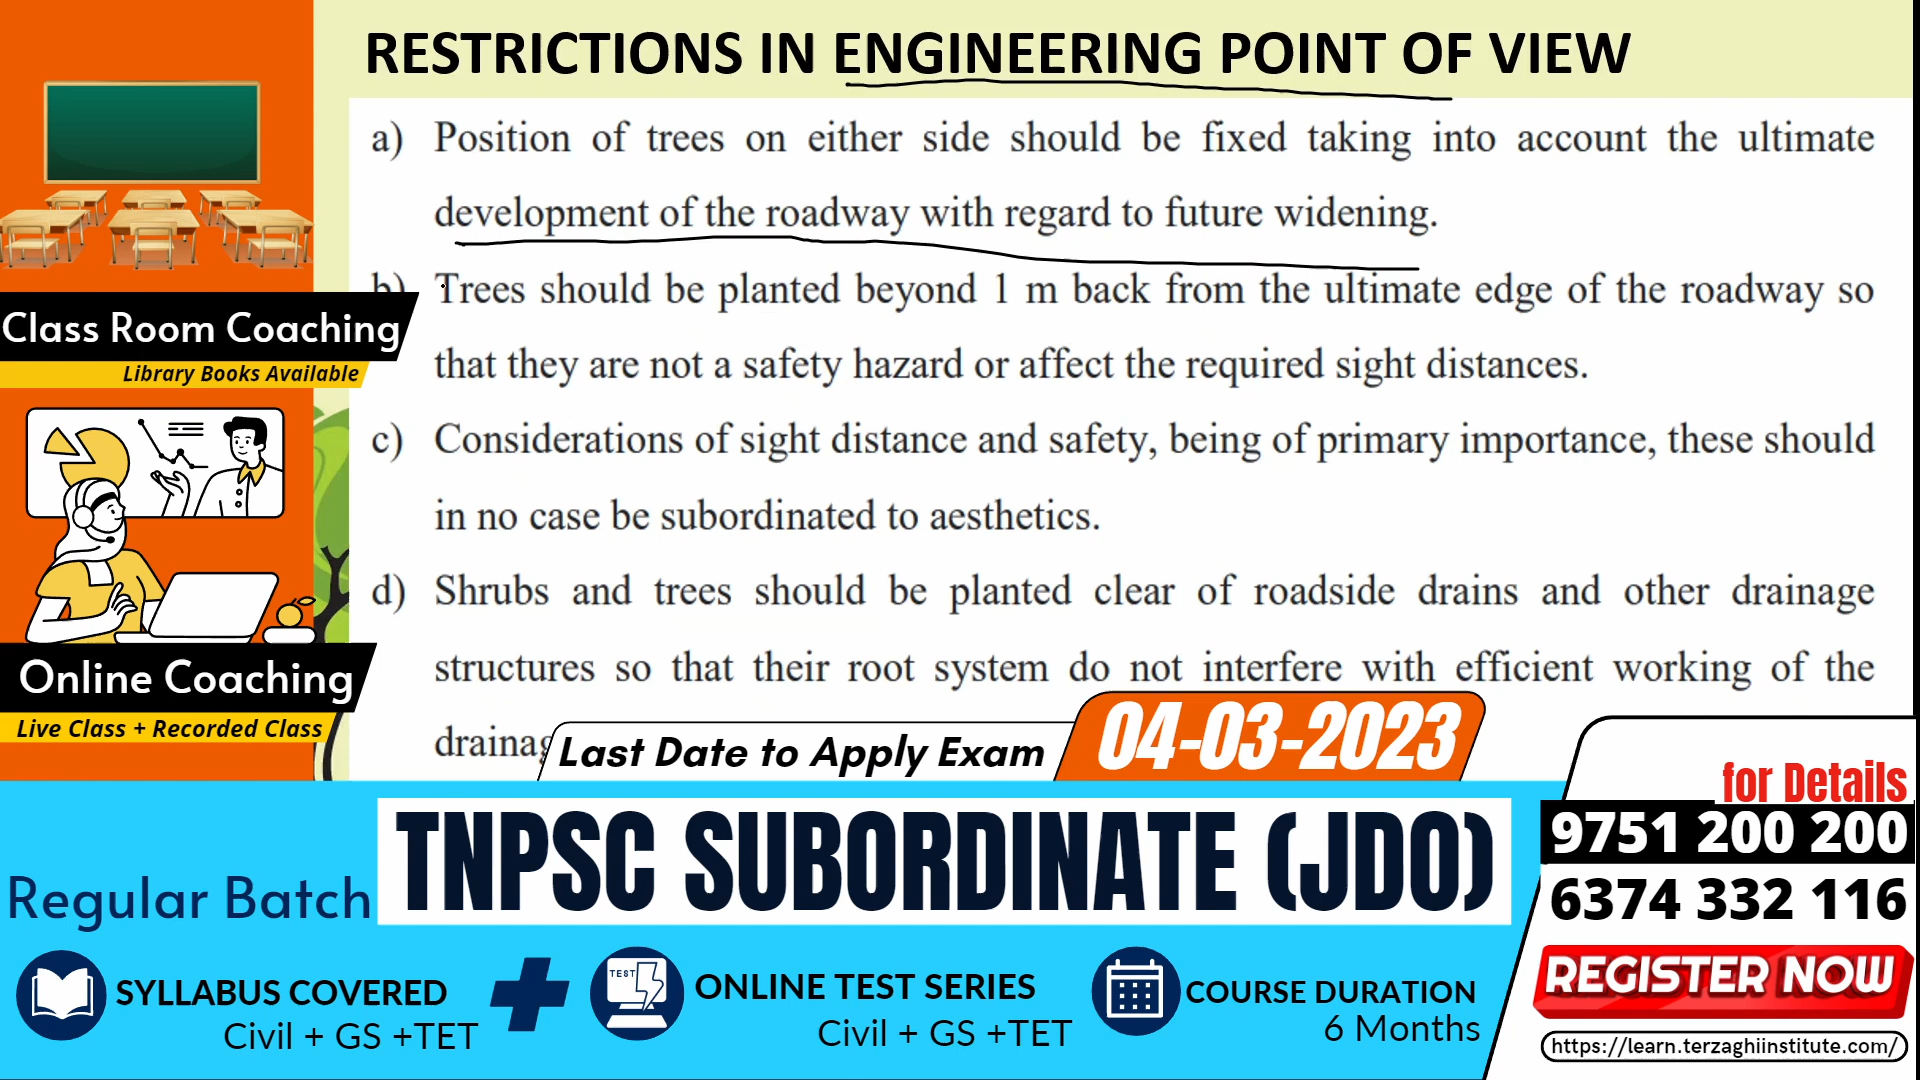 RESTRICTIONS IN ENGINEERING POINT OF VIEW
a) Position of trees on either side should be fixed taking into account the ultimate
development of the roadway with regard to future widening.
b) Trees should be planted beyond 1 m back from the ultimate edge of the roadway so
that they are not a safety hazard or affect the required sight distances.
c) Considerations of sight distance and safety, being of primary importance, these should
in no case be subordinated to aesthetics.
d) Shrubs and trees should be planted clear of roadside drains and other drainage
structures so that their root system do not interfere with efficient working of the
Class Room Coaching
Library Books Available
Online Coaching
Live Class + Recorded Class
Last Date to Apply Exam
04-03-2023
for Details
9751 200 200
6374 332 116
REGISTER NOW
https://learn.terzaghiinstitute.com/
Regular Batch
TNPSC SUBORDINATE (JDO)
SYLLABUS COVERED
Civil + GS +TET
TEST
ONLINE TEST SERIES
Civil + GS +TET
COURSE DURATION
6 Months